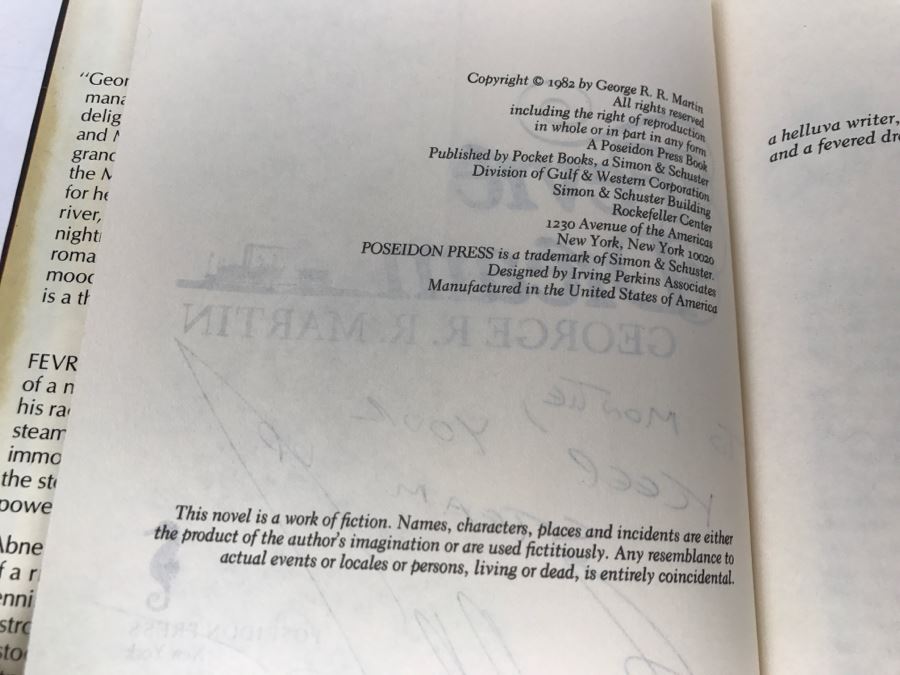 "Geor
mana
delig
and M
grand
the M
for he
river,
night
roma
mood
is a th
FEVR
of a n
his ra
steam
immo
the st
powe
Abne
f a r
enni
stro
sto
Copyright © 1982 by George R. R. Martin
All rights reserved
including the right of reproduction
in whole or in part in any form
A Poseidon Press Book
Published by Pocket Books, a Simon & Schuster
Division of Gulf & Western Corporation
Simon & Schuster Building
Rockefeller Center
1230 Avenue of the Americas
New York, New York 10020
POSEIDON PRESS is a trademark of Simon & Schuster.
Designed by Irving Perkins Associates
Manufactured in the United States of America
GEORGE R. R. MARTIN
This novel is a work of fiction. Names, characters, places and incidents are either
the product of the author's imagination or are used fictitiously. Any resemblance to
actual events or locales or persons, living or dead, is entirely coincidental.
POSEIDON PRESS
New York
a helluva writer,
and a fevered dr